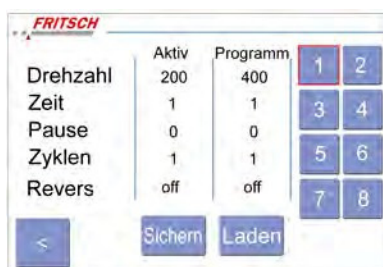 FRITSCH
Aktiv Programm
Drehzahl 200 400
Zeit 1 1
Pause 0 0
Zyklen 1 1
Revers off off
1 2
3 4
5 6
7 8
< Sichern Laden